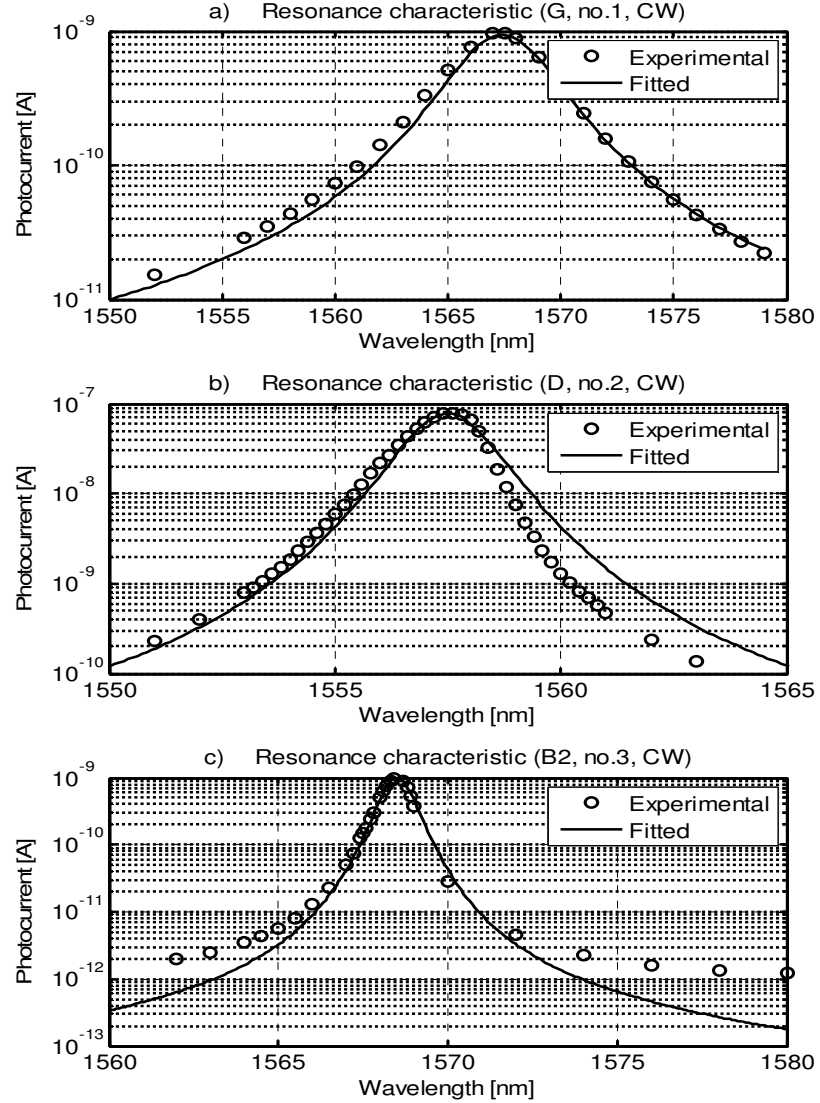 a) Resonance characteristic (G, no.1, CW)
10⁻⁹
10⁻¹⁰
10⁻¹¹
Photocurrent [A]
Experimental
Fitted
1550 1555 1560 1565 1570 1575 1580
Wavelength [nm]
b) Resonance characteristic (D, no.2, CW)
10⁻⁷
10⁻⁸
10⁻⁹
10⁻¹⁰
Photocurrent [A]
Experimental
Fitted
1550 1555 1560 1565
Wavelength [nm]
c) Resonance characteristic (B2, no.3, CW)
10⁻⁹
10⁻¹⁰
10⁻¹¹
10⁻¹²
10⁻¹³
Photocurrent [A]
Experimental
Fitted
1560 1565 1570 1575 1580
Wavelength [nm]